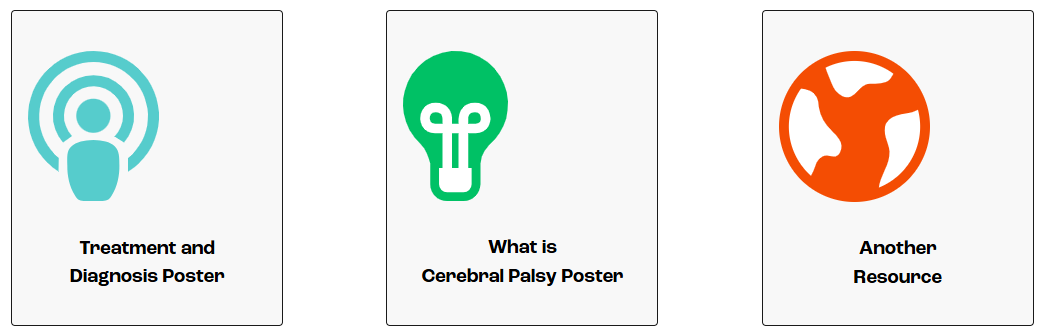 Treatment and
Diagnosis Poster
What is
Cerebral Palsy Poster
Another
Resource